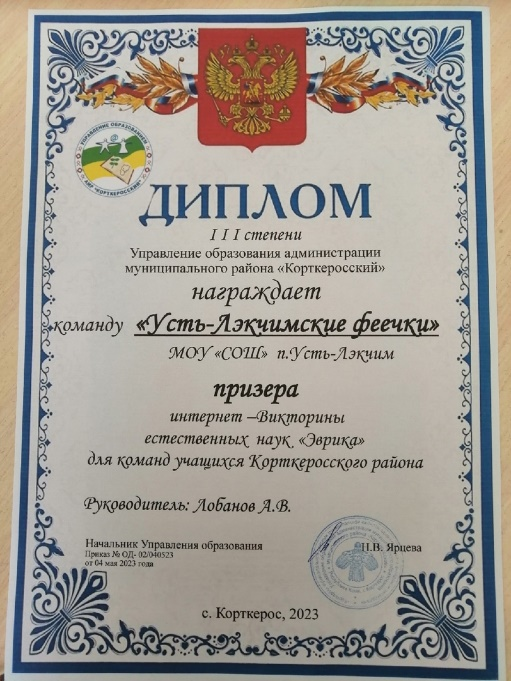 УПРАВЛЕНИЕ ОБРАЗОВАНИЕМ
АМР "КОРТКЕРОССКИЙ"
ДИПЛОМ
I I I степени
Управление образования администрации
муниципального района «Корткеросский»
награждает
команду «Усть-Лэкчимские феечки»
МОУ «СОШ» п.Усть-Лэкчим
призера
интернет –Викторины
естественных наук «Эврика»
для команд учащихся Корткеросского района
Руководитель: Лобанов А.В.
Начальник Управления образования Н.В. Ярцева
Приказ № ОД- 02/040523
от 04 мая 2023 года
с. Корткерос, 2023